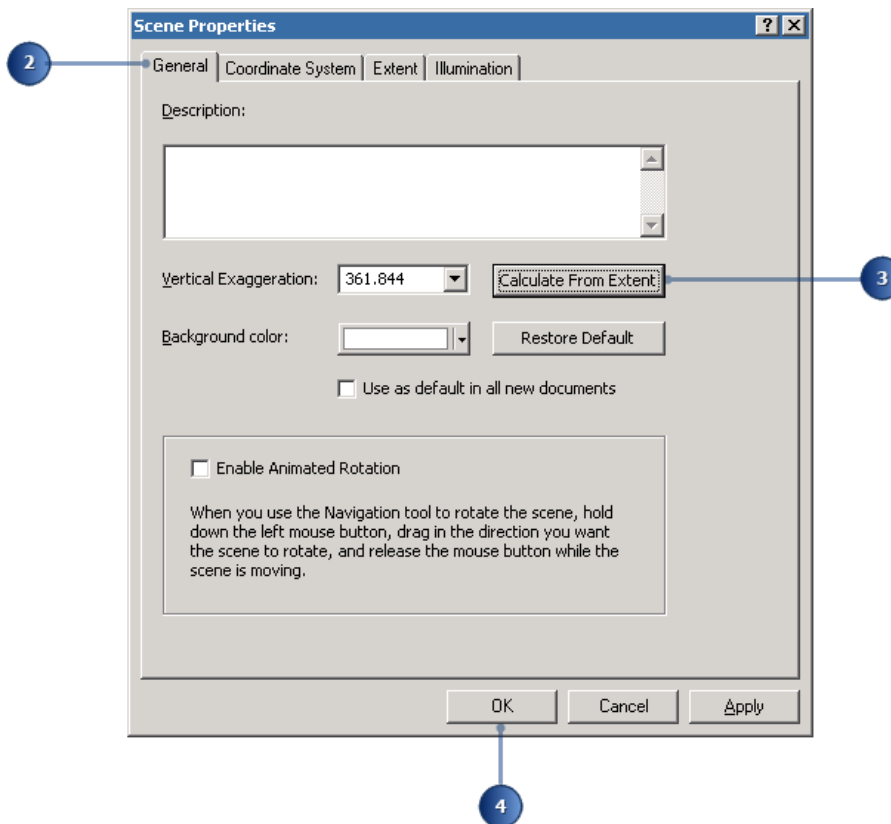 Scene Properties
2
General Coordinate System Extent Illumination
Description:
Vertical Exaggeration: 361.844 Calculate From Extent
3
Background color: Restore Default
Use as default in all new documents
Enable Animated Rotation
When you use the Navigation tool to rotate the scene, hold
down the left mouse button, drag in the direction you want
the scene to rotate, and release the mouse button while the
scene is moving.
OK Cancel Apply
4